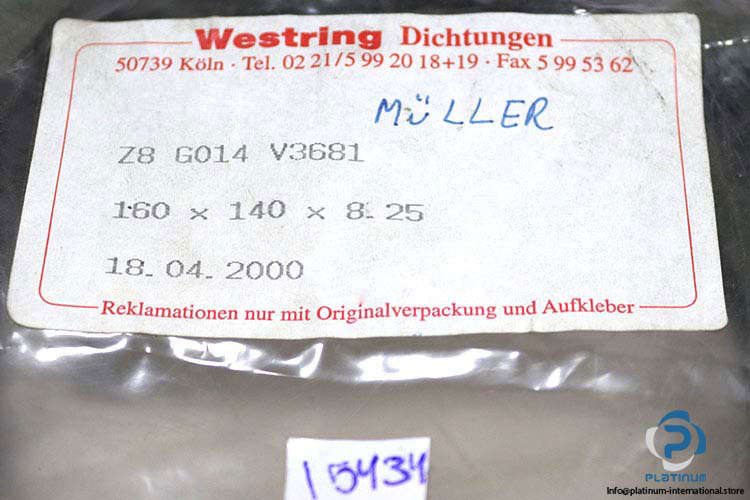 Westring Dichtungen
50739 Köln · Tel. 02 21/5 99 20 18+19 · Fax 5 99 53 62
MÜLLER
Z8 G014 V3681
160 x 140 x 8.25
18.04.2000
Reklamationen nur mit Originalverpackung und Aufkleber
15434
PLATINUM
Info@platinum-international.store